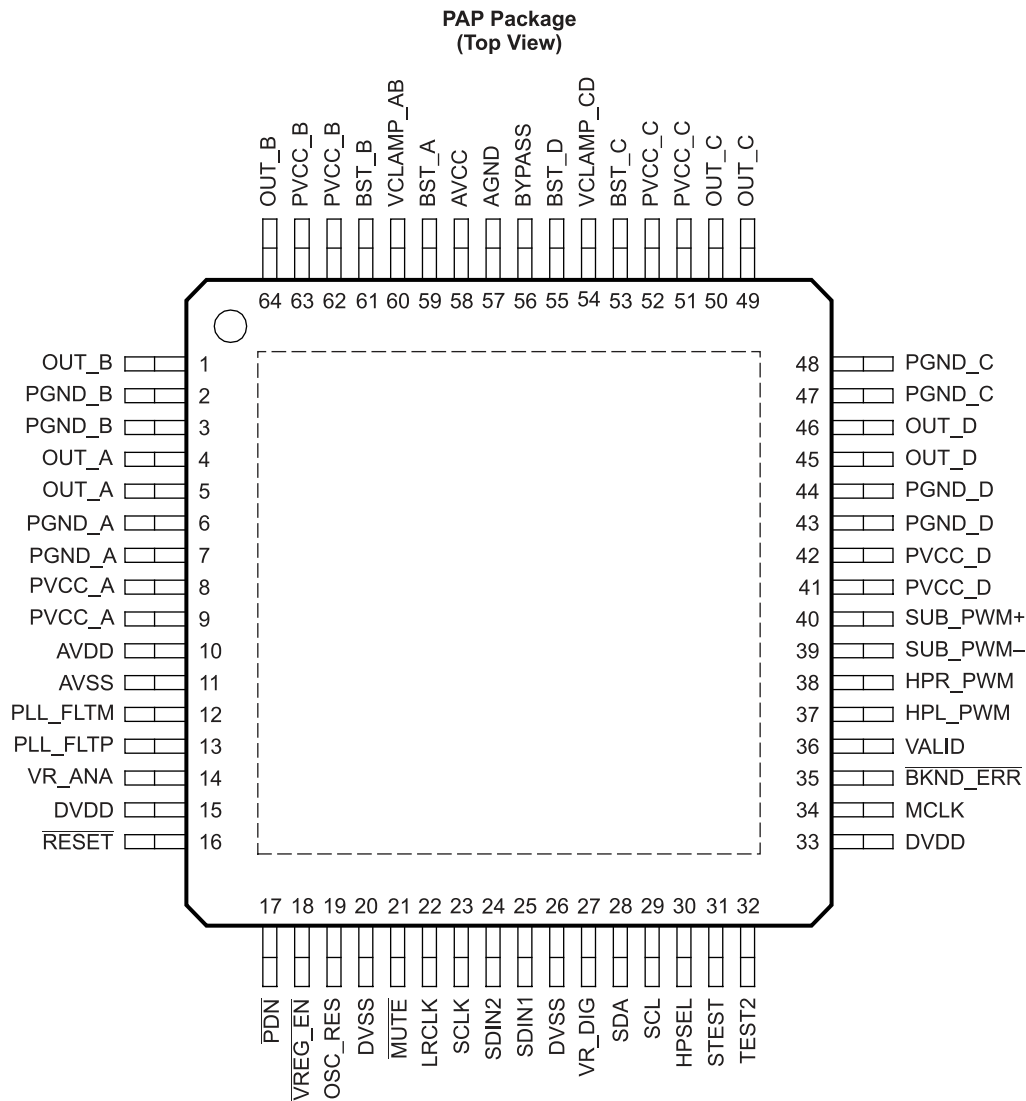 PAP Package
(Top View)
OUT_B
PVCC_B
PVCC_B
BST_B
VCLAMP_AB
BST_A
AVCC
AGND
BYPASS
BST_D
VCLAMP_CD
BST_C
PVCC_C
PVCC_C
OUT_C
OUT_C
64 63 62 61 60 59 58 57 56 55 54 53 52 51 50 49
OUT_B 1 48 PGND_C
PGND_B 2 47 PGND_C
PGND_B 3 46 OUT_D
OUT_A 4 45 OUT_D
OUT_A 5 44 PGND_D
PGND_A 6 43 PGND_D
PGND_A 7 42 PVCC_D
PVCC_A 8 41 PVCC_D
PVCC_A 9 40 SUB_PWM+
AVDD 10 39 SUB_PWM–
AVSS 11 38 HPR_PWM
PLL_FLTM 12 37 HPL_PWM
PLL_FLTP 13 36 VALID
VR_ANA 14 35 BKND_ERR
DVDD 15 34 MCLK
RESET 16 33 DVDD
17 18 19 20 21 22 23 24 25 26 27 28 29 30 31 32
PDN
VREG_EN
OSC_RES
DVSS
MUTE
LRCLK
SCLK
SDIN2
SDIN1
DVSS
VR_DIG
SDA
SCL
HPSEL
STEST
TEST2